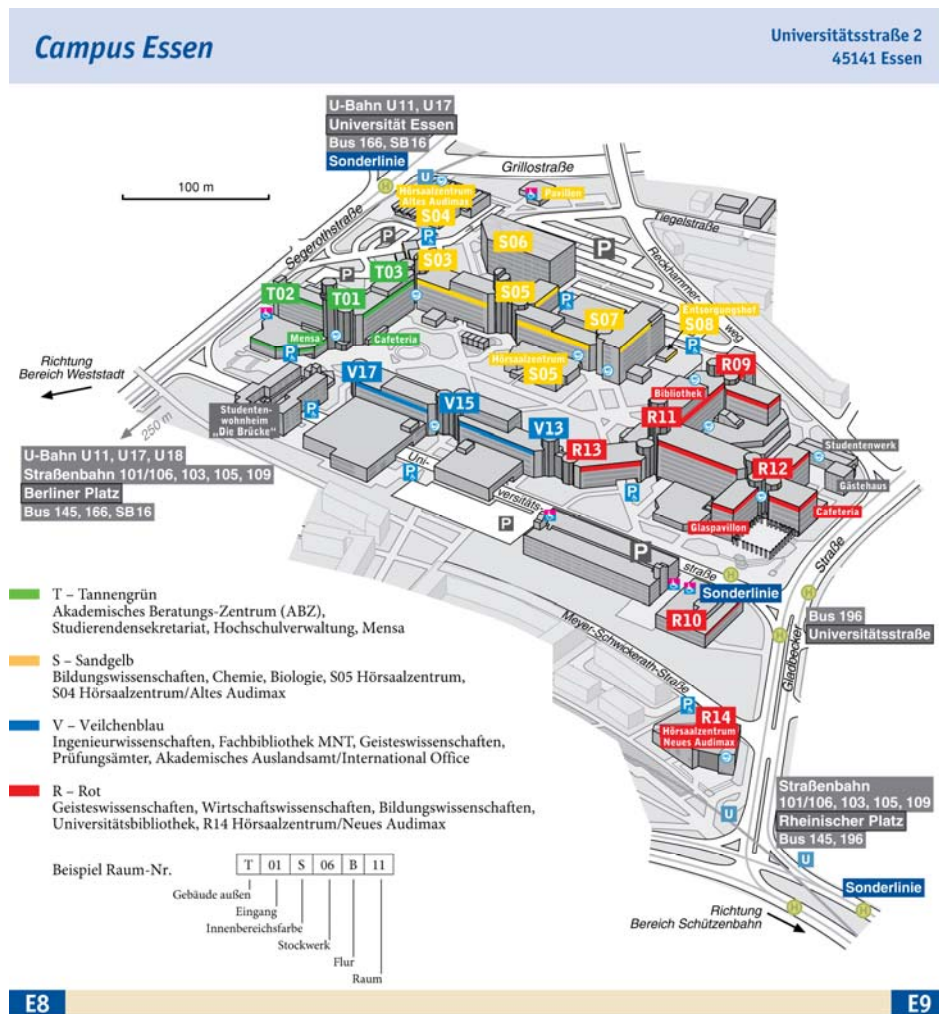 Campus Essen
Universitätsstraße 2
45141 Essen
U-Bahn U11, U17
Universität Essen
Bus 166, SB16
Sonderlinie
100 m
Grillostraße
U
H
Hörsaalzentrum
Altes Audimax
S04
Pavillon
Segerothstraße
Tiegelstraße
P
P
S06
P
Reckhammer-
weg
S03
P
T03
P
T02
T01
S05
P
S07
Entsorgungshof
S08
P
Mensa
P
Cafeteria
Hörsaalzentrum
S05
R09
Richtung
Bereich Weststadt
V17
Bibliothek
250 m
Studenten-
wohnheim
„Die Brücke“
P
V15
R11
V13
R13
Studentenwerk
U-Bahn U11, U17, U18
Straßenbahn 101/106, 103, 105, 109
Berliner Platz
Bus 145, 166, SB16
Uni-
versitäts-
straße
P
R12
Gästehaus
P
Glaspavillon
Cafeteria
P
P
H
Sonderlinie
Straße
Gladbecker
H
Bus 196
Universitätsstraße
R10
H
Meyer-Schwickerath-Straße
T – Tannengrün
Akademisches Beratungs-Zentrum (ABZ),
Studierendensekretariat, Hochschulverwaltung, Mensa
S – Sandgelb
Bildungswissenschaften, Chemie, Biologie, S05 Hörsaalzentrum,
S04 Hörsaalzentrum/Altes Audimax
P
R14
Hörsaalzentrum
Neues Audimax
V – Veilchenblau
Ingenieurwissenschaften, Fachbibliothek MNT, Geisteswissenschaften,
Prüfungsämter, Akademisches Auslandsamt/International Office
R – Rot
Geisteswissenschaften, Wirtschaftswissenschaften, Bildungswissenschaften,
Universitätsbibliothek, R14 Hörsaalzentrum/Neues Audimax
Straßenbahn
101/106, 103, 105, 109
Rheinischer Platz
Bus 145, 196
U
U
Beispiel Raum-Nr.
T 01 S 06 B 11
Gebäude außen
Eingang
Innenbereichsfarbe
Stockwerk
Flur
Raum
Sonderlinie
H
H
Richtung
Bereich Schützenbahn
E8
E9